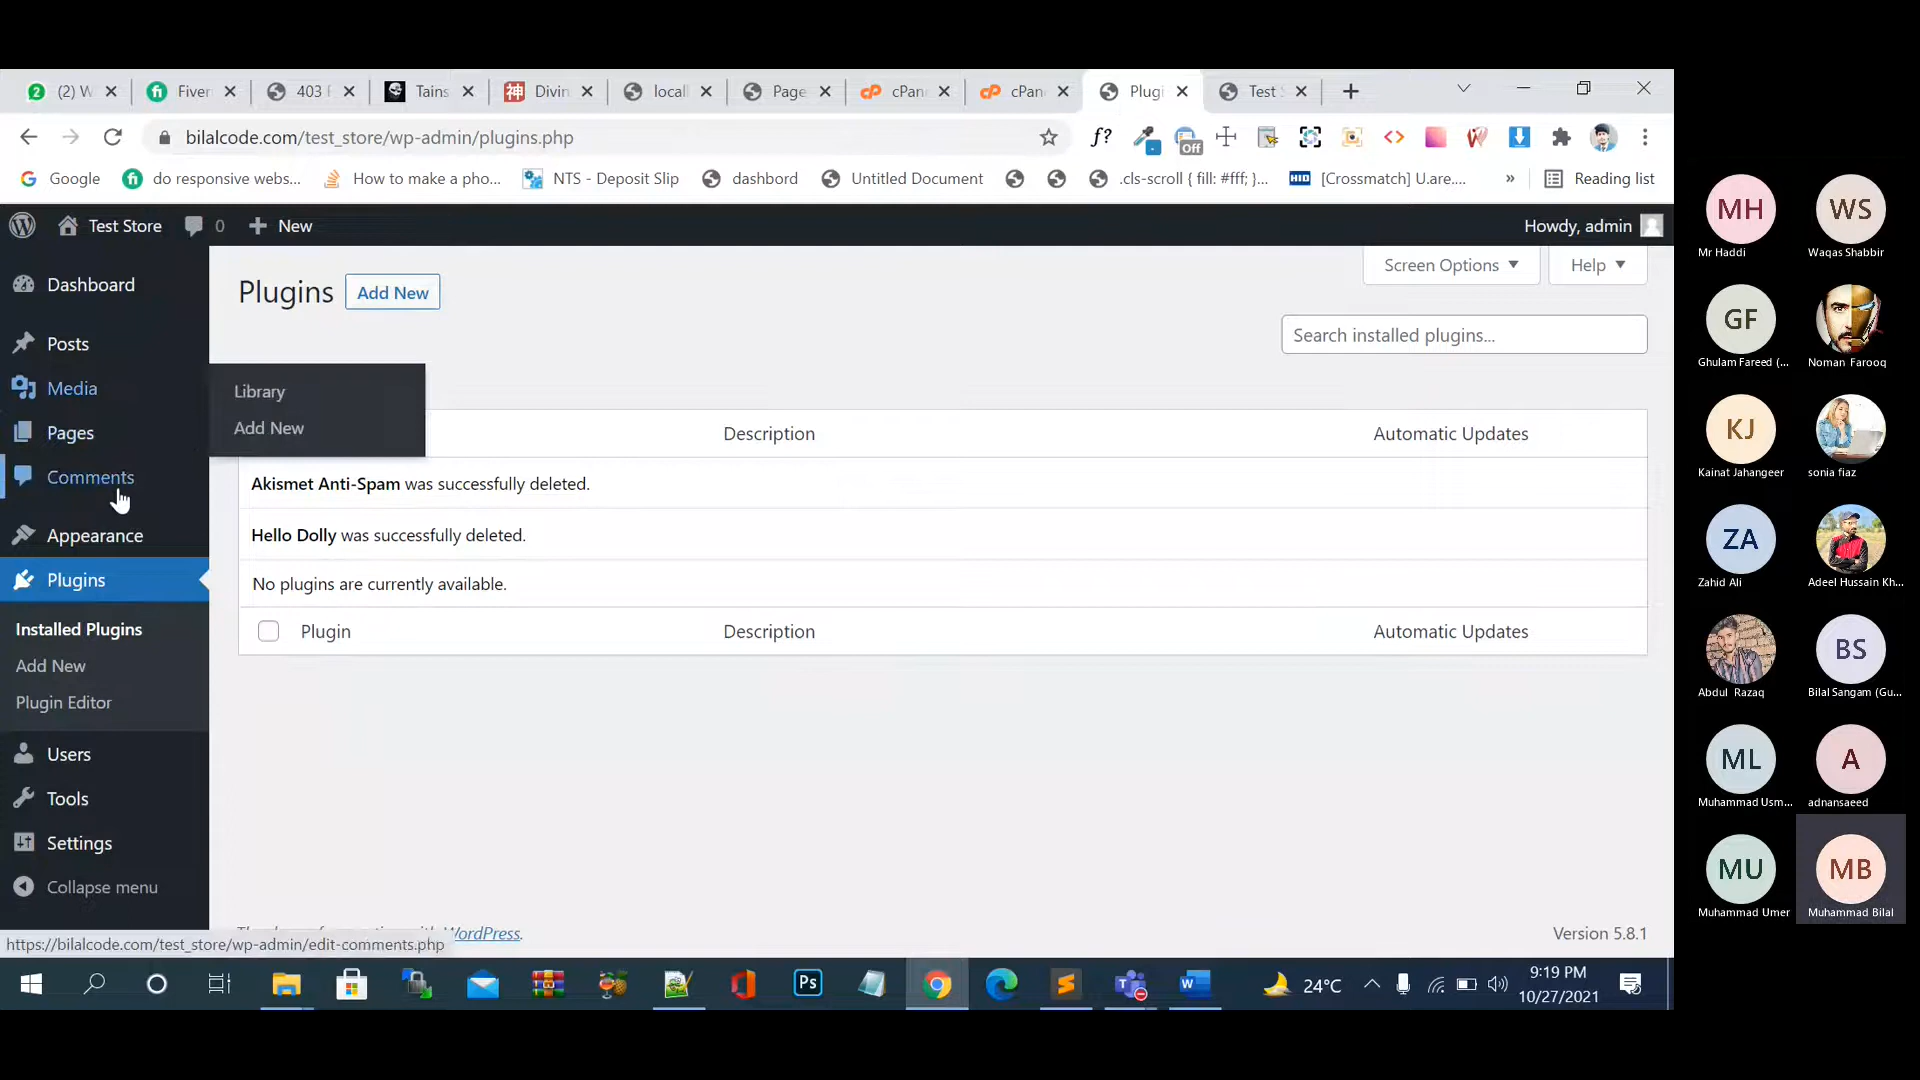 (2) W
Fiver
403 F
Tains
Divin
locall
Page
cPan
cPan
Plugi
Test
bilalcode.com/test_store/wp-admin/plugins.php
f?
Off
Google
do responsive webs...
How to make a pho...
NTS - Deposit Slip
dashbord
Untitled Document
.cls-scroll { fill: #fff; }...
HID
[Crossmatch] U.are....
»
Reading list
Test Store
0
New
Howdy, admin
Dashboard
Posts
Media
Pages
Comments
Appearance
Plugins
Installed Plugins
Add New
Plugin Editor
Users
Tools
Settings
Collapse menu
Library
Add New
Plugins
Add New
Screen Options
Help
Search installed plugins...
Description
Automatic Updates
Akismet Anti-Spam was successfully deleted.
Hello Dolly was successfully deleted.
No plugins are currently available.
Plugin
Description
Automatic Updates
WordPress.
Version 5.8.1
https://bilalcode.com/test_store/wp-admin/edit-comments.php
Ps
24°C
9:19 PM
10/27/2021
MH
Mr Haddi
WS
Waqas Shabbir
GF
Ghulam Fareed (...
Noman Farooq
KJ
Kainat Jahangeer
sonia fiaz
ZA
Zahid Ali
Adeel Hussain Kh...
Abdul Razaq
BS
Bilal Sangam (Gu...
ML
Muhammad Usm...
A
adnansaeed
MU
Muhammad Umer
MB
Muhammad Bilal